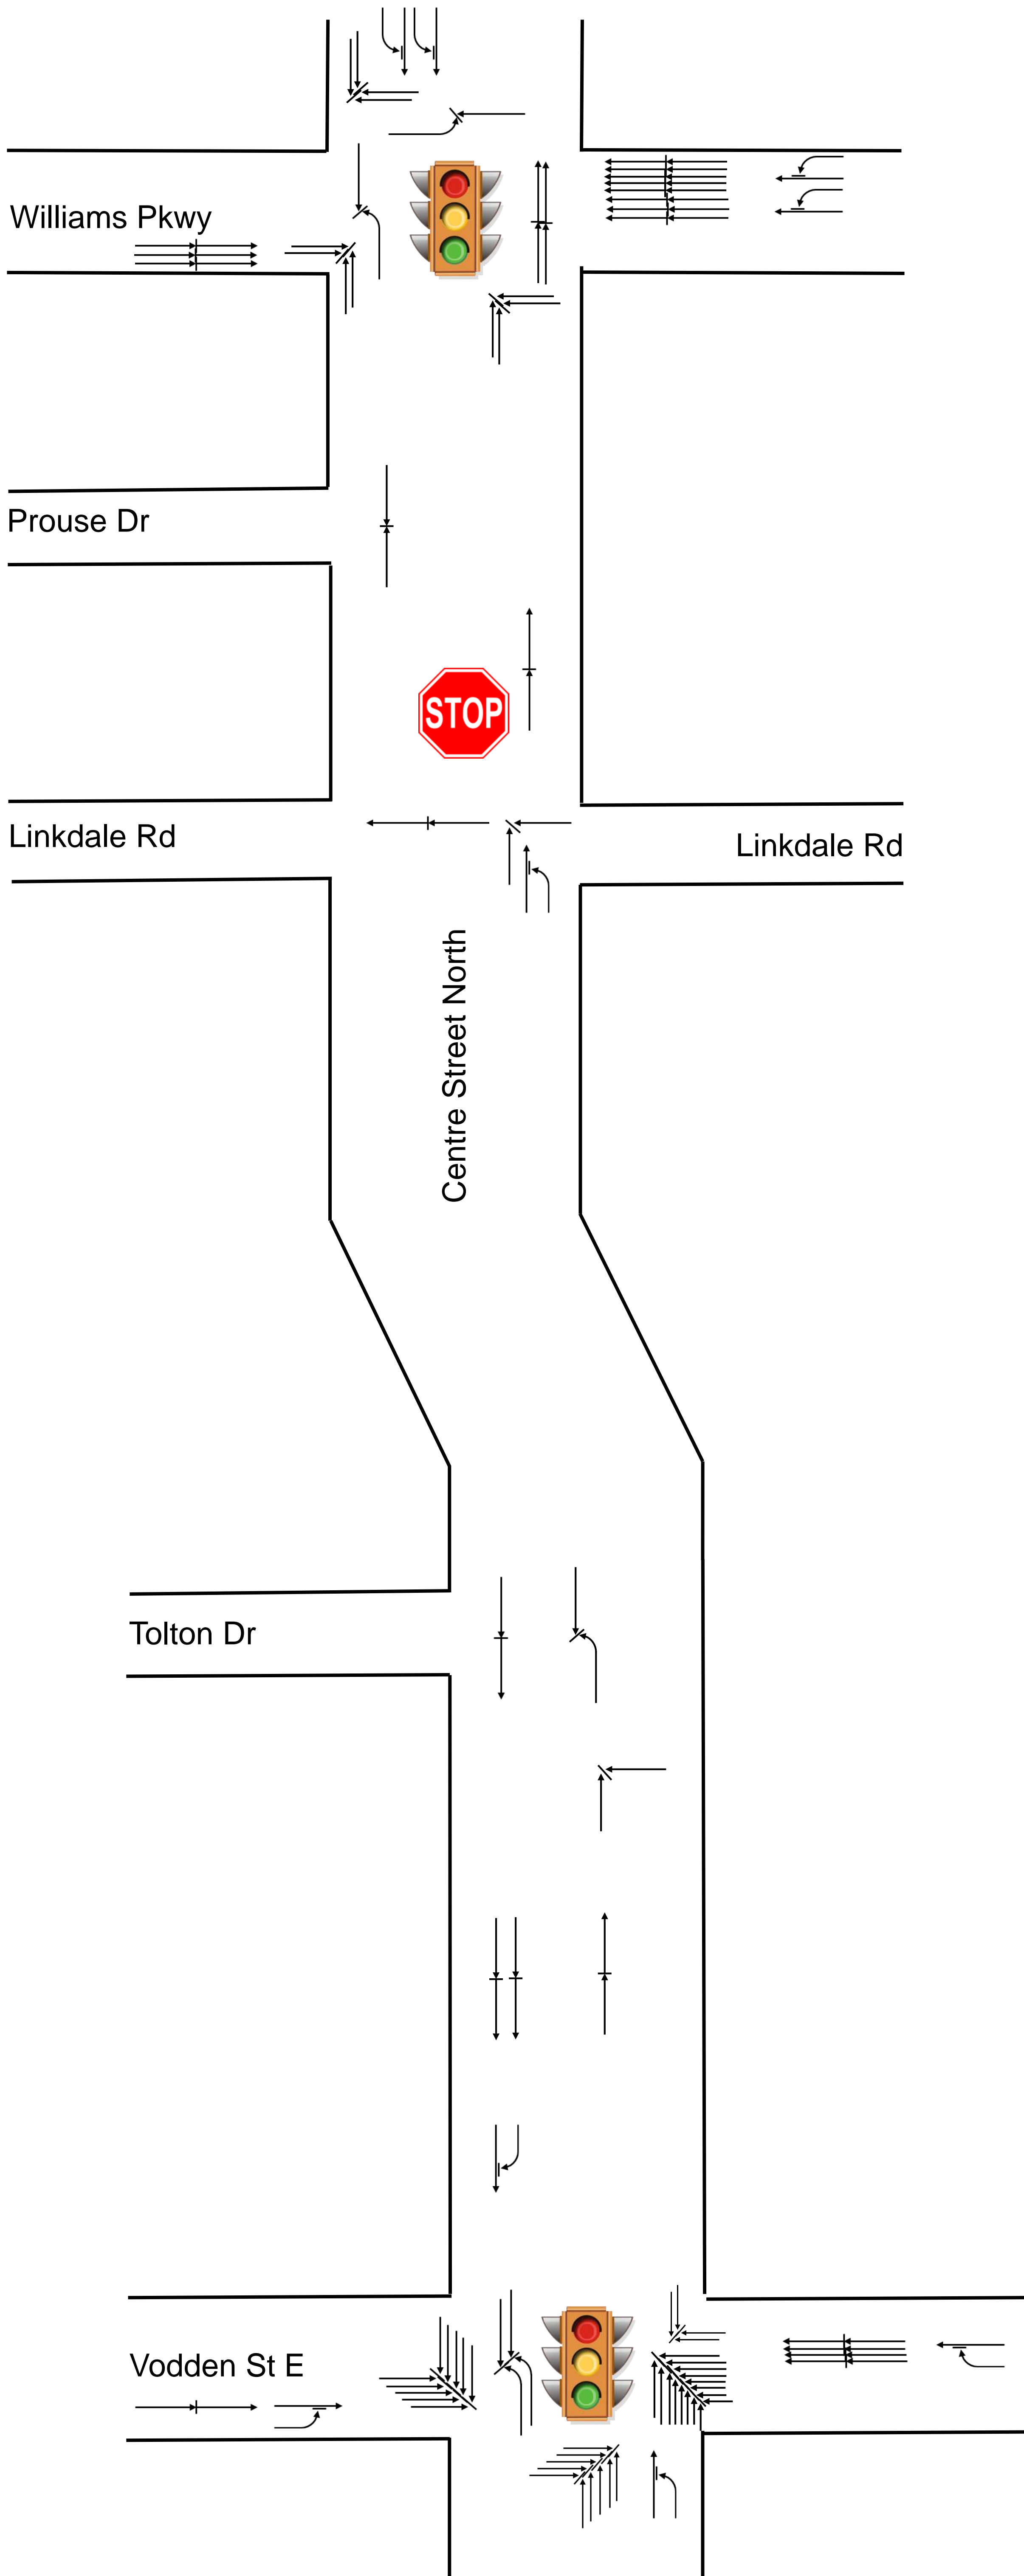 Williams Pkwy
Prouse Dr
STOP
Linkdale Rd
Linkdale Rd
Centre Street North
Tolton Dr
Vodden St E